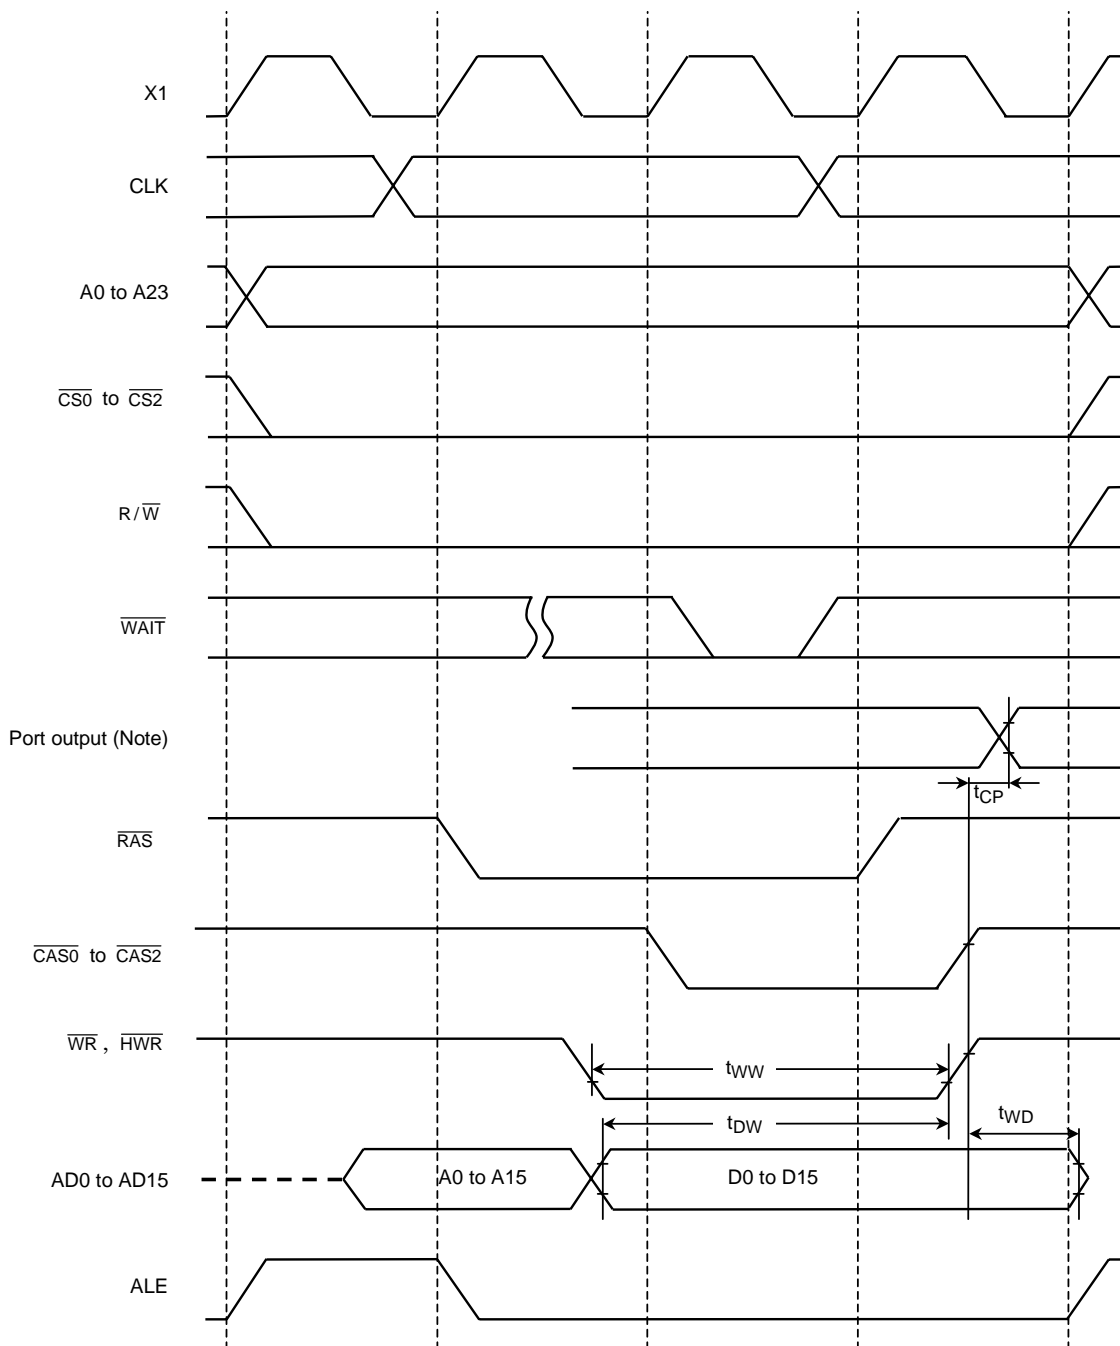 X1
CLK
A0 to A23
CS0 to CS2
R/W
WAIT
Port output (Note)
tCP
RAS
CAS0 to CAS2
WR , HWR
tWW
tDW
tWD
AD0 to AD15
A0 to A15
D0 to D15
ALE